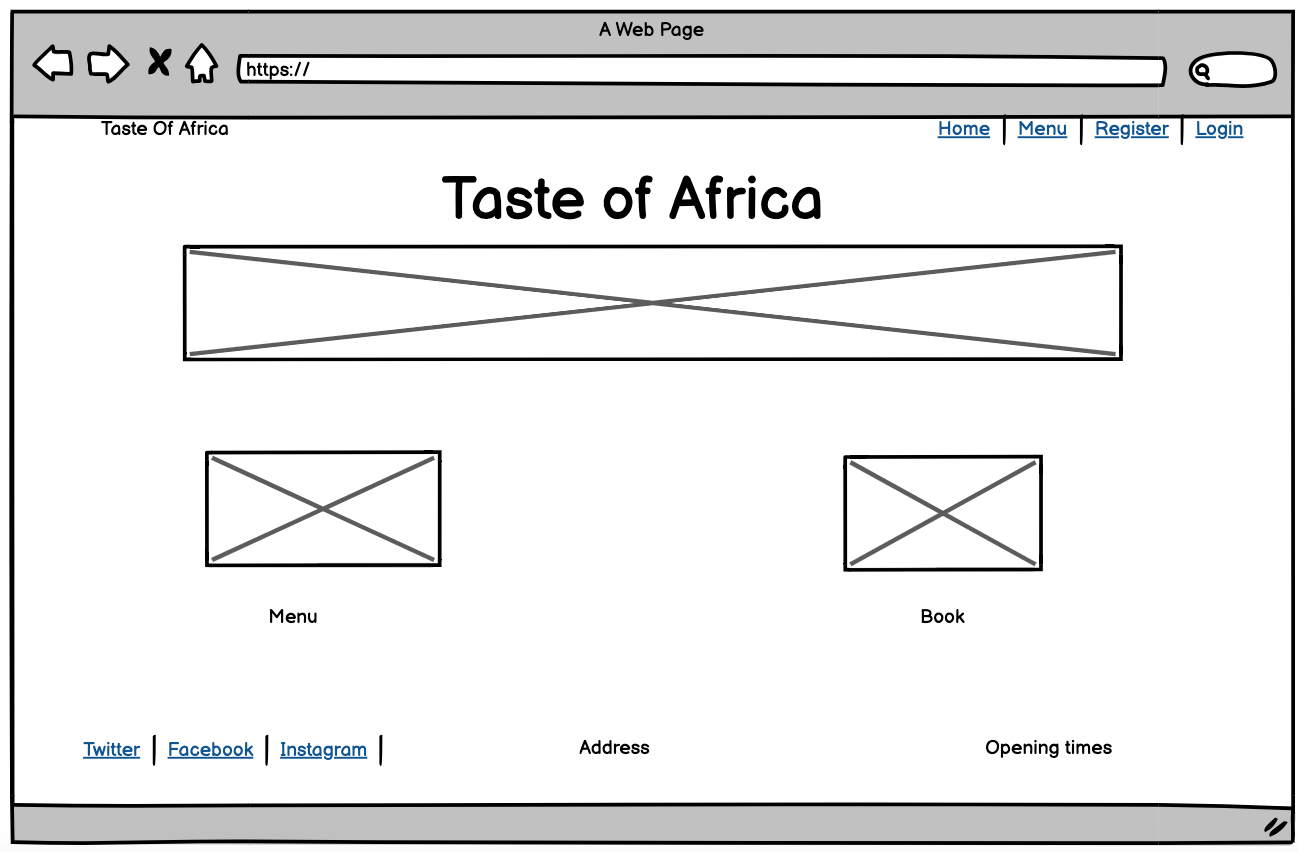 A Web Page
https://
Taste Of Africa
Home Menu Register Login
Taste of Africa
Menu
Book
Twitter Facebook Instagram
Address
Opening times